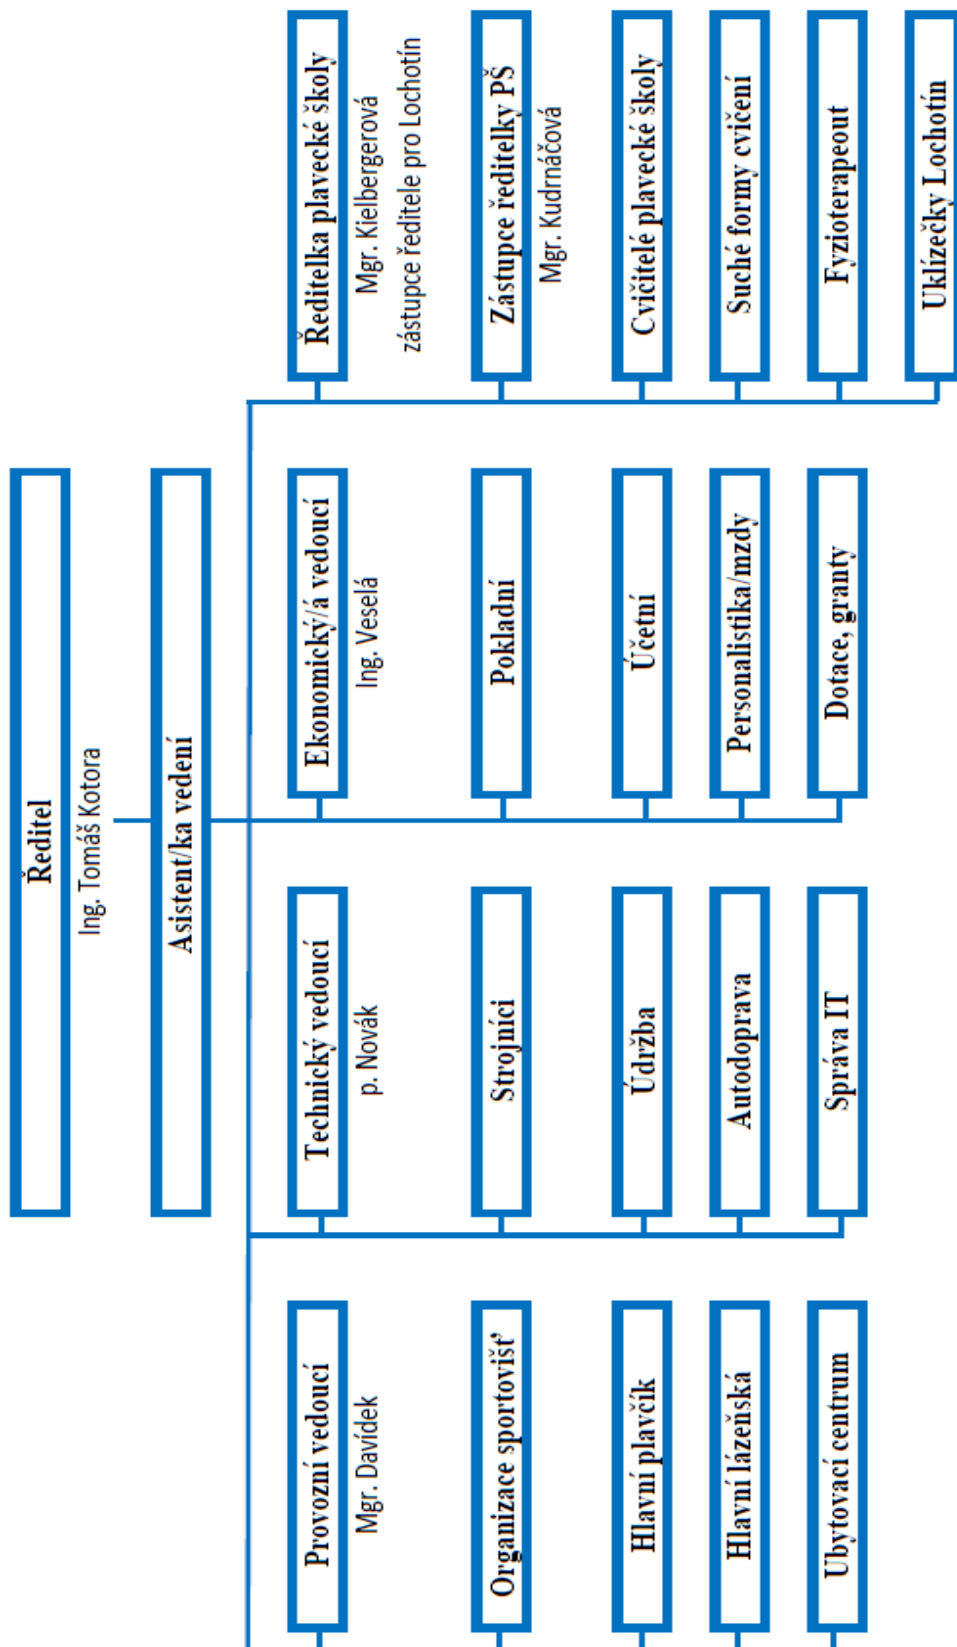 Ředitel
Ing. Tomáš Kotora
Asistent/ka vedení
Provozní vedoucí
Mgr. Davídek
Organizace sportovišť
Hlavní plavčík
Hlavní lázeňská
Ubytovací centrum
Technický vedoucí
p. Novák
Strojníci
Údržba
Autodoprava
Správa IT
Ekonomický/á vedoucí
Ing. Veselá
Pokladní
Účetní
Personalistika/mzdy
Dotace, granty
Ředitelka plavecké školy
Mgr. Kielbergerová
zástupce ředitele pro Lochotín
Zástupce ředitelky PŠ
Mgr. Kudrnáčová
Cvičitelé plavecké školy
Suché formy cvičení
Fyzioterapeout
Uklízečky Lochotín